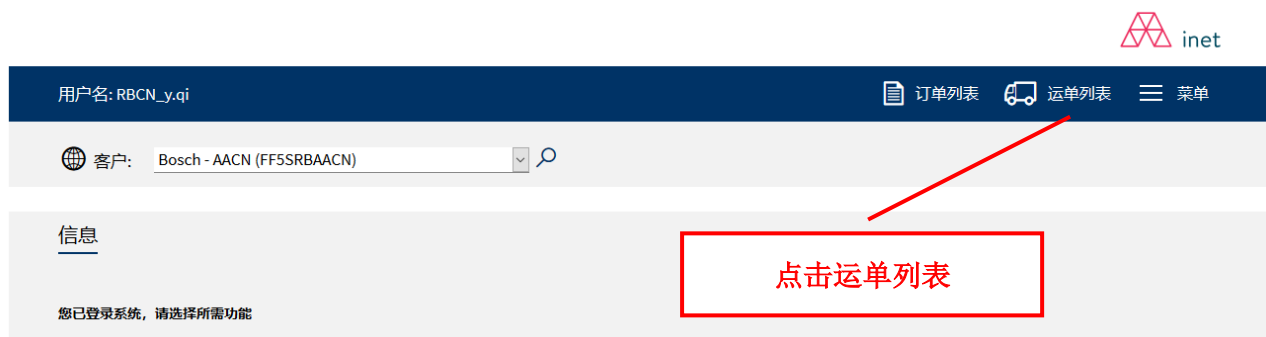 inet
用户名: RBCN_y.qi 订单列表 运单列表 菜单
客户: Bosch - AACN (FF5SRBAACN)
信息
点击运单列表
您已登录系统，请选择所需功能